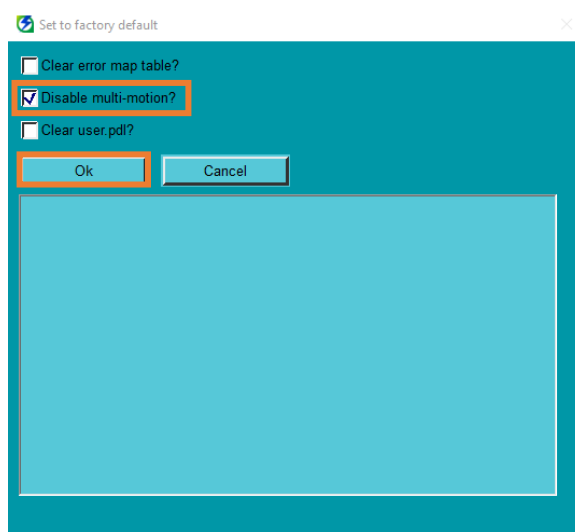 Set to factory default
Clear error map table?
Disable multi-motion?
Clear user.pdl?
Ok Cancel